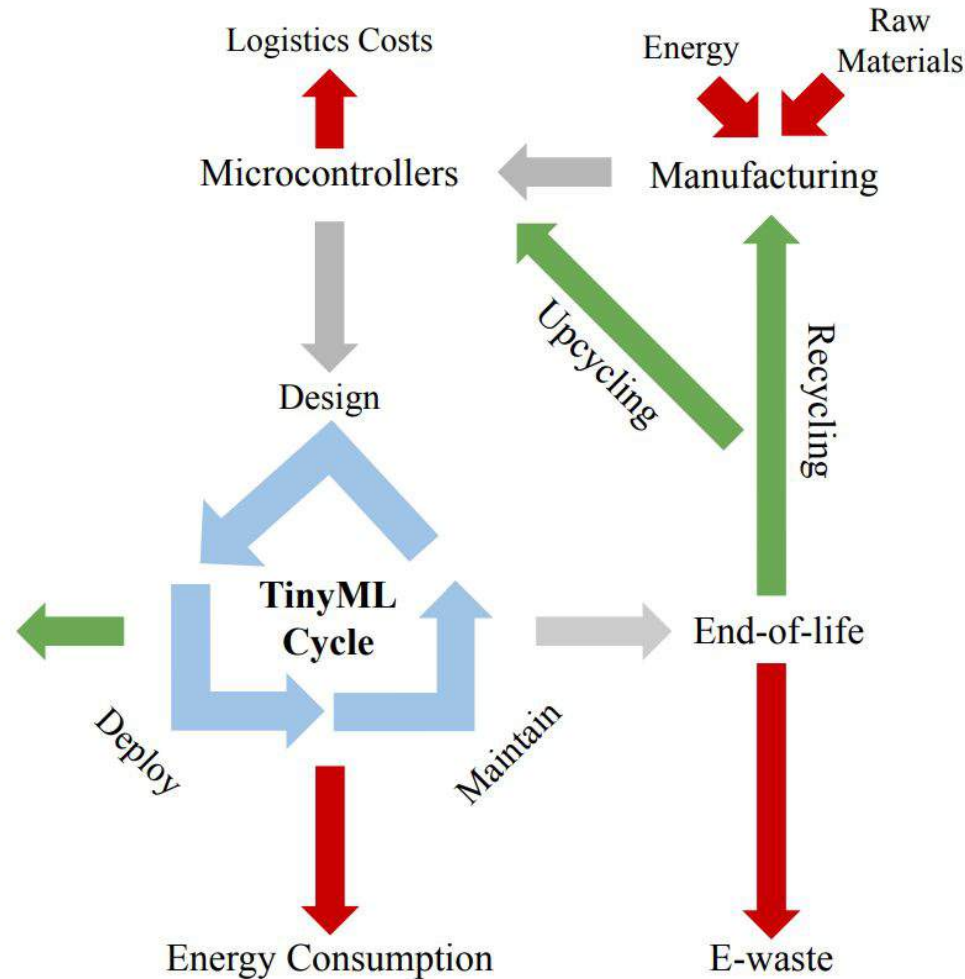 Logistics Costs
Energy
Raw
Materials
Microcontrollers
Manufacturing
Upcycling
Recycling
Design
TinyML
Cycle
End-of-life
Deploy
Maintain
Energy Consumption
E-waste